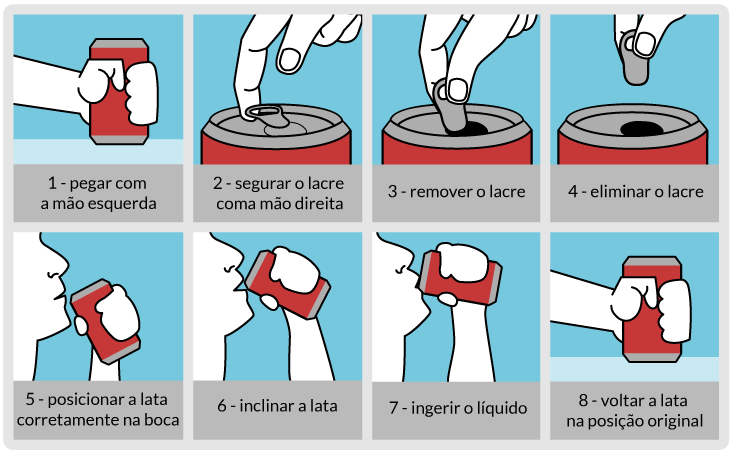 1 - pegar com
a mão esquerda
2 - segurar o lacre
coma mão direita
3 - remover o lacre
4 - eliminar o lacre
5 - posicionar a lata
corretamente na boca
6 - inclinar a lata
7 - ingerir o líquido
8 - voltar a lata
na posição original